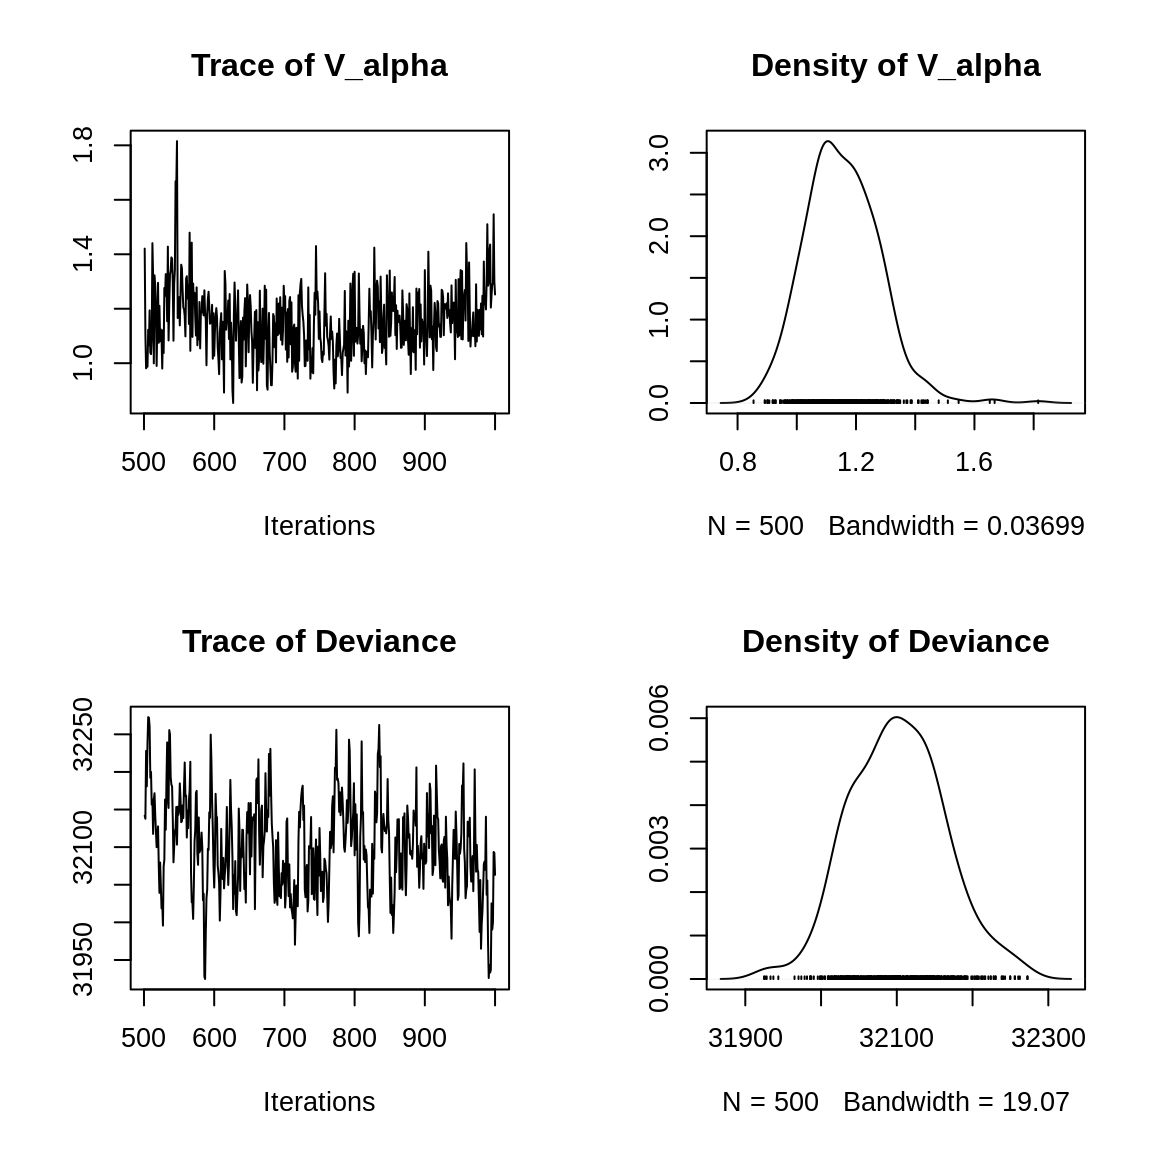 Trace of V_alpha
1.0 1.4 1.8
500 600 700 800 900
Iterations
Density of V_alpha
0.0 1.0 2.0 3.0
0.8 1.2 1.6
N = 500 Bandwidth = 0.03699
Trace of Deviance
31950 32100 32250
500 600 700 800 900
Iterations
Density of Deviance
0.000 0.003 0.006
31900 32100 32300
N = 500 Bandwidth = 19.07